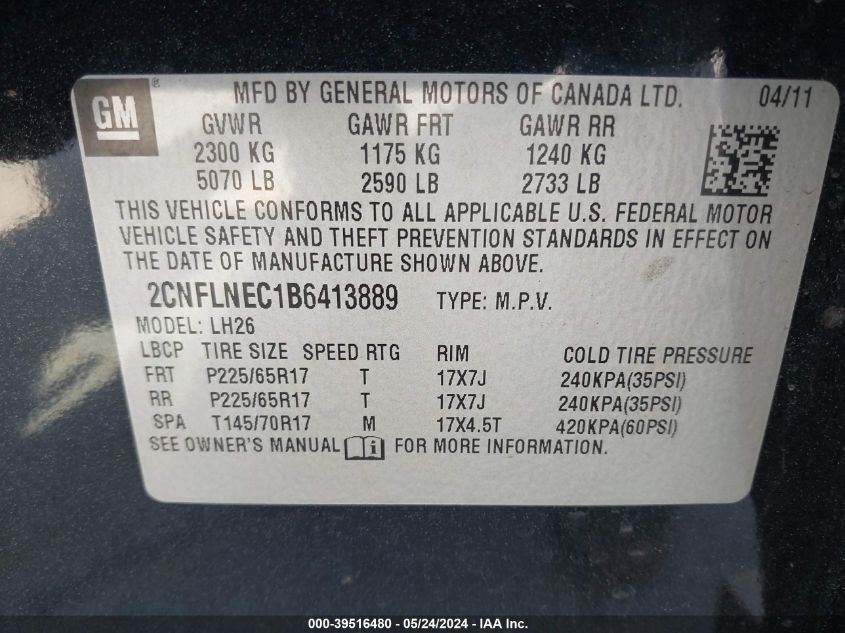 GM ® MFD BY GENERAL MOTORS OF CANADA LTD. 04/11
GVWR GAWR FRT GAWR RR
2300 KG 1175 KG 1240 KG
5070 LB 2590 LB 2733 LB
THIS VEHICLE CONFORMS TO ALL APPLICABLE U.S. FEDERAL MOTOR
VEHICLE SAFETY AND THEFT PREVENTION STANDARDS IN EFFECT ON
THE DATE OF MANUFACTURE SHOWN ABOVE.
2CNFLNEC1B6413889 TYPE: M.P.V.
MODEL: LH26
LBCP TIRE SIZE SPEED RTG RIM COLD TIRE PRESSURE
FRT P225/65R17 T 17X7J 240KPA(35PSI)
RR P225/65R17 T 17X7J 240KPA(35PSI)
SPA T145/70R17 M 17X4.5T 420KPA(60PSI)
SEE OWNER'S MANUAL i FOR MORE INFORMATION.
000-39516480 - 05/24/2024 - IAA Inc.